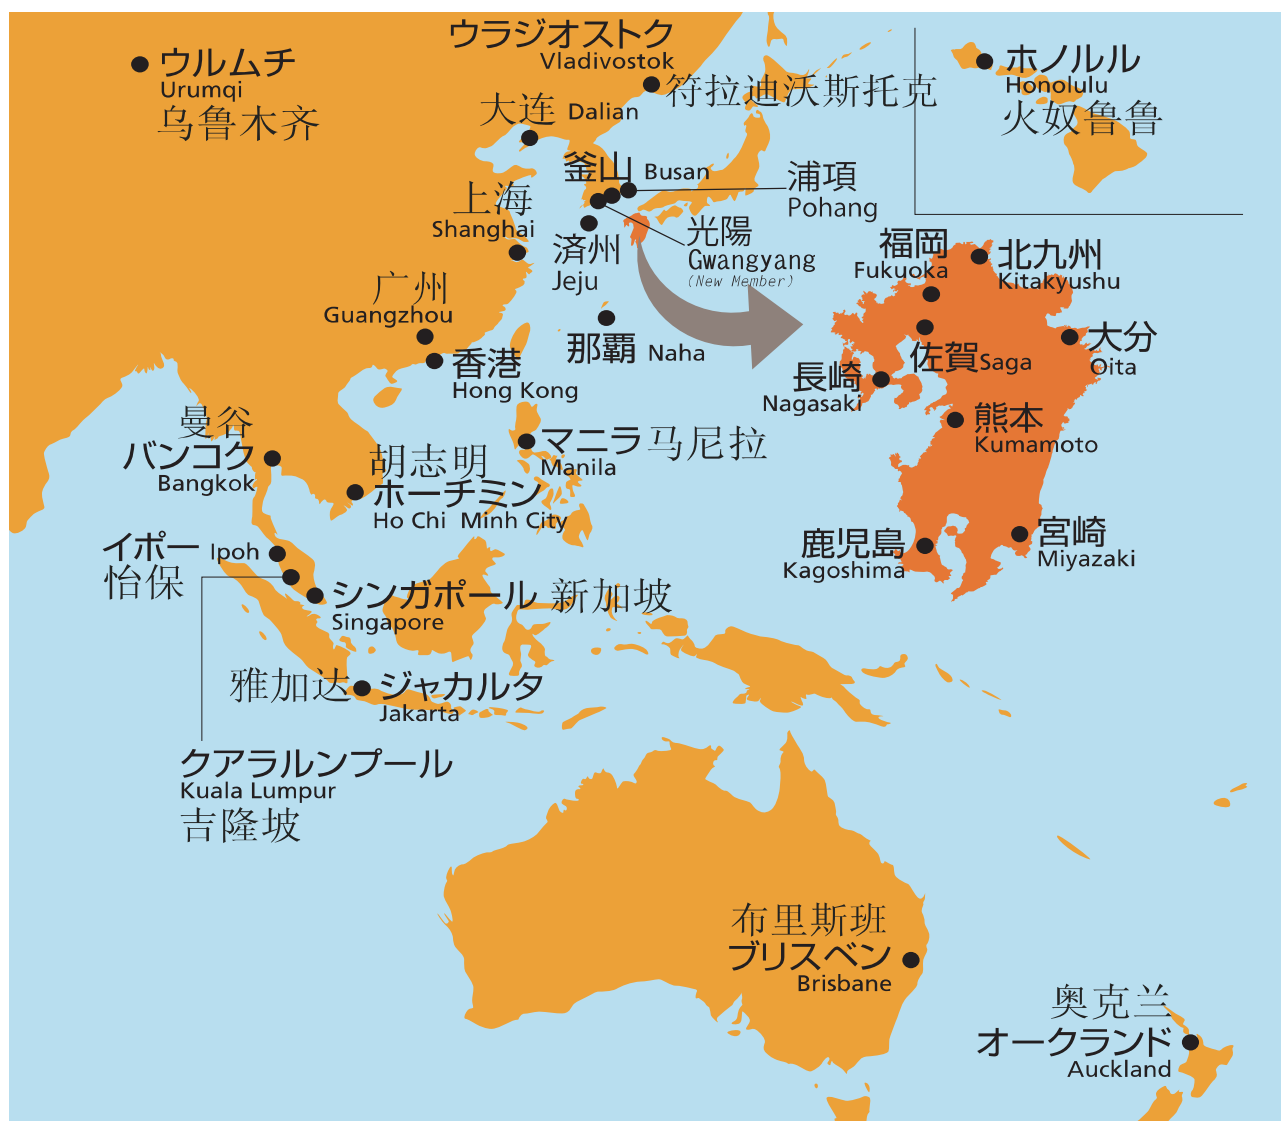 ウラジオストク
Vladivostok
符拉迪沃斯托克
ウルムチ
Urumqi
乌鲁木齐
大连 Dalian
ホノルル
Honolulu
火奴鲁鲁
釜山 Busan
浦項
Pohang
上海
Shanghai
済州
Jeju
光陽
Gwangyang
(New Member)
福岡
Fukuoka
北九州
Kitakyushu
广州
Guangzhou
香港
Hong Kong
那覇 Naha
大分
Oita
佐賀Saga
長崎
Nagasaki
熊本
Kumamoto
曼谷
バンコク
Bangkok
マニラ 马尼拉
Manila
胡志明
ホーチミン
Ho Chi Minh City
宮崎
Miyazaki
鹿児島
Kagoshima
イポー Ipoh
怡保
シンガポール 新加坡
Singapore
雅加达 ジャカルタ
Jakarta
クアラルンプール
Kuala Lumpur
吉隆坡
布里斯班
ブリスベン
Brisbane
奥克兰
オークランド
Auckland